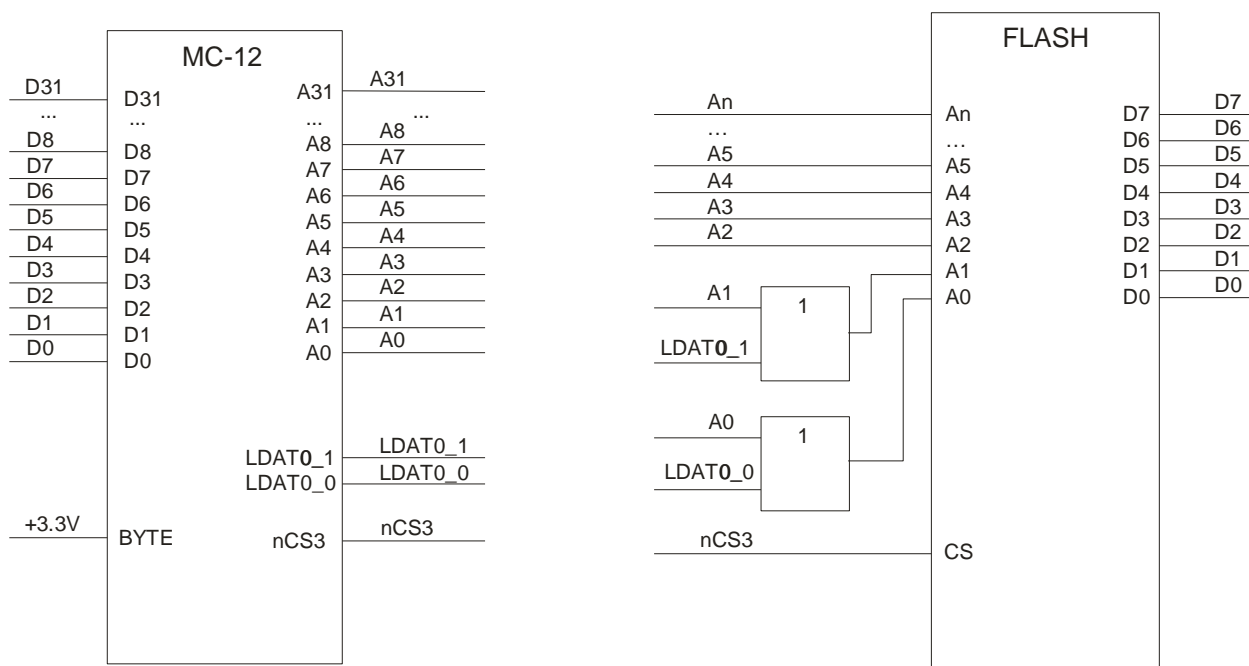 MC-12
D31
...
D8
D7
D6
D5
D4
D3
D2
D1
D0
+3.3V
D31
...
D8
D7
D6
D5
D4
D3
D2
D1
D0
BYTE
A31
...
A8
A7
A6
A5
A4
A3
A2
A1
A0
LDAT0_1
LDAT0_0
nCS3
A31
...
A8
A7
A6
A5
A4
A3
A2
A1
A0
LDAT0_1
LDAT0_0
nCS3
FLASH
An
...
A5
A4
A3
A2
A1
LDAT0_1
A0
LDAT0_0
nCS3
1
1
An
...
A5
A4
A3
A2
A1
A0
CS
D7
D6
D5
D4
D3
D2
D1
D0
D7
D6
D5
D4
D3
D2
D1
D0